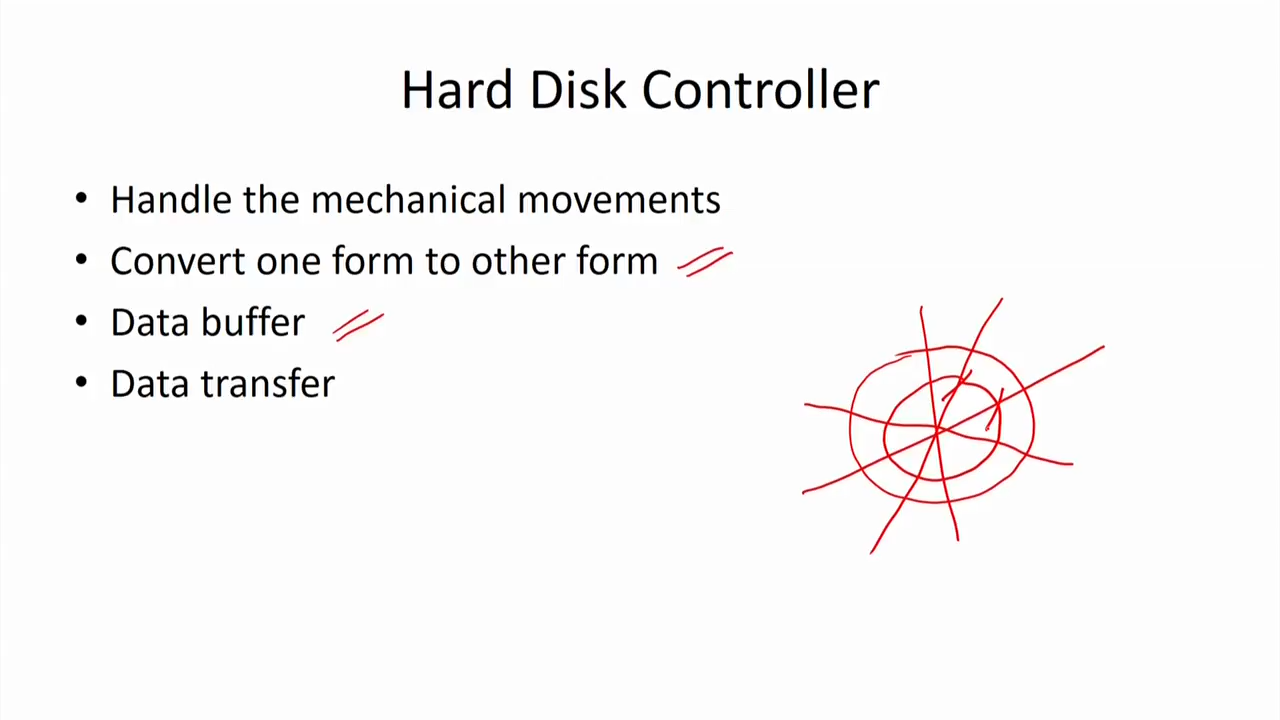 Hard Disk Controller
• Handle the mechanical movements
• Convert one form to other form
• Data buffer
• Data transfer